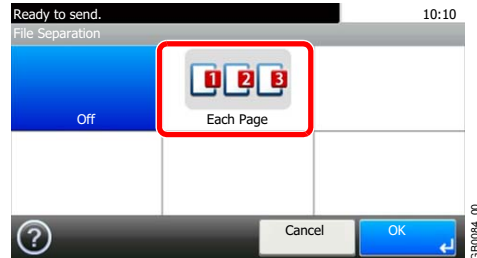 Ready to send. 10:10
File Separation
1 2 3
Off Each Page
? Cancel OK
GB0084_00